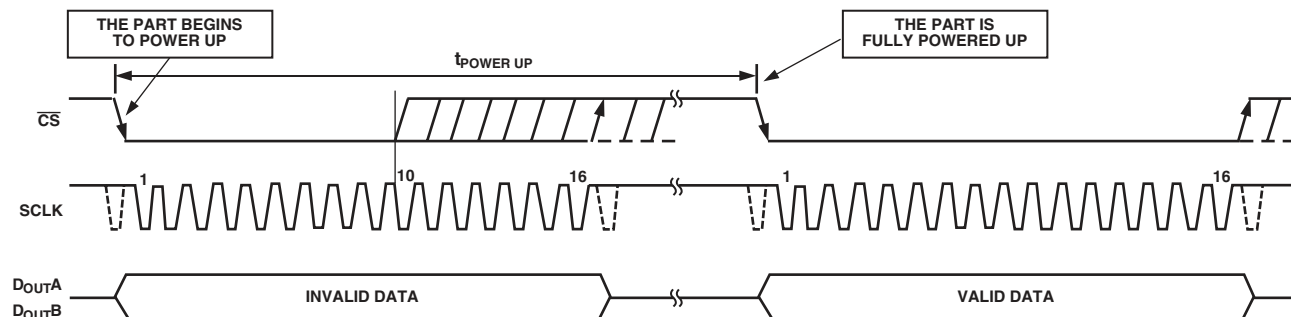 THE PART BEGINS
TO POWER UP
THE PART IS
FULLY POWERED UP
tPOWER UP
CS
1
10
16
1
16
SCLK
DOUTA
DOUTB
INVALID DATA
VALID DATA